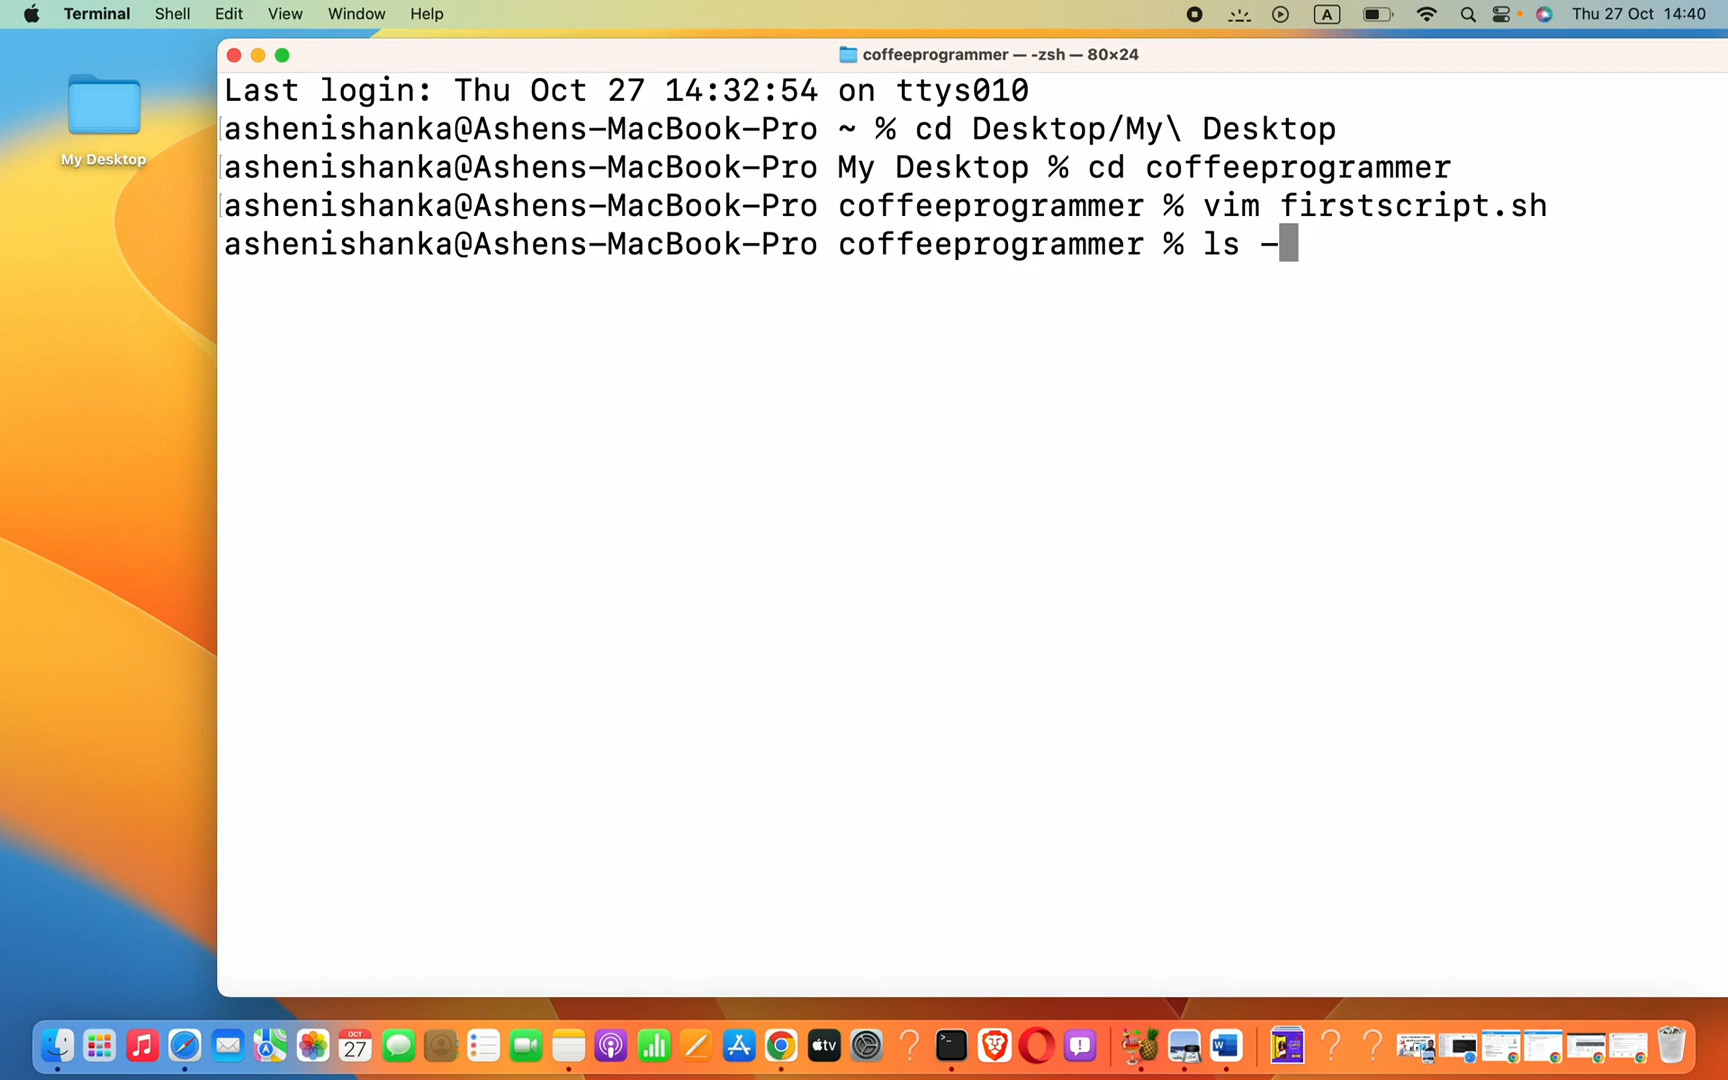 Terminal Shell Edit View Window Help A Thu 27 Oct 14:40
coffeeprogrammer — -zsh — 80×24
My Desktop
Last login: Thu Oct 27 14:32:54 on ttys010
ashenishanka@Ashens-MacBook-Pro ~ % cd Desktop/My\ Desktop
ashenishanka@Ashens-MacBook-Pro My Desktop % cd coffeeprogrammer
ashenishanka@Ashens-MacBook-Pro coffeeprogrammer % vim firstscript.sh
ashenishanka@Ashens-MacBook-Pro coffeeprogrammer % ls -
OCT
27
tv
W